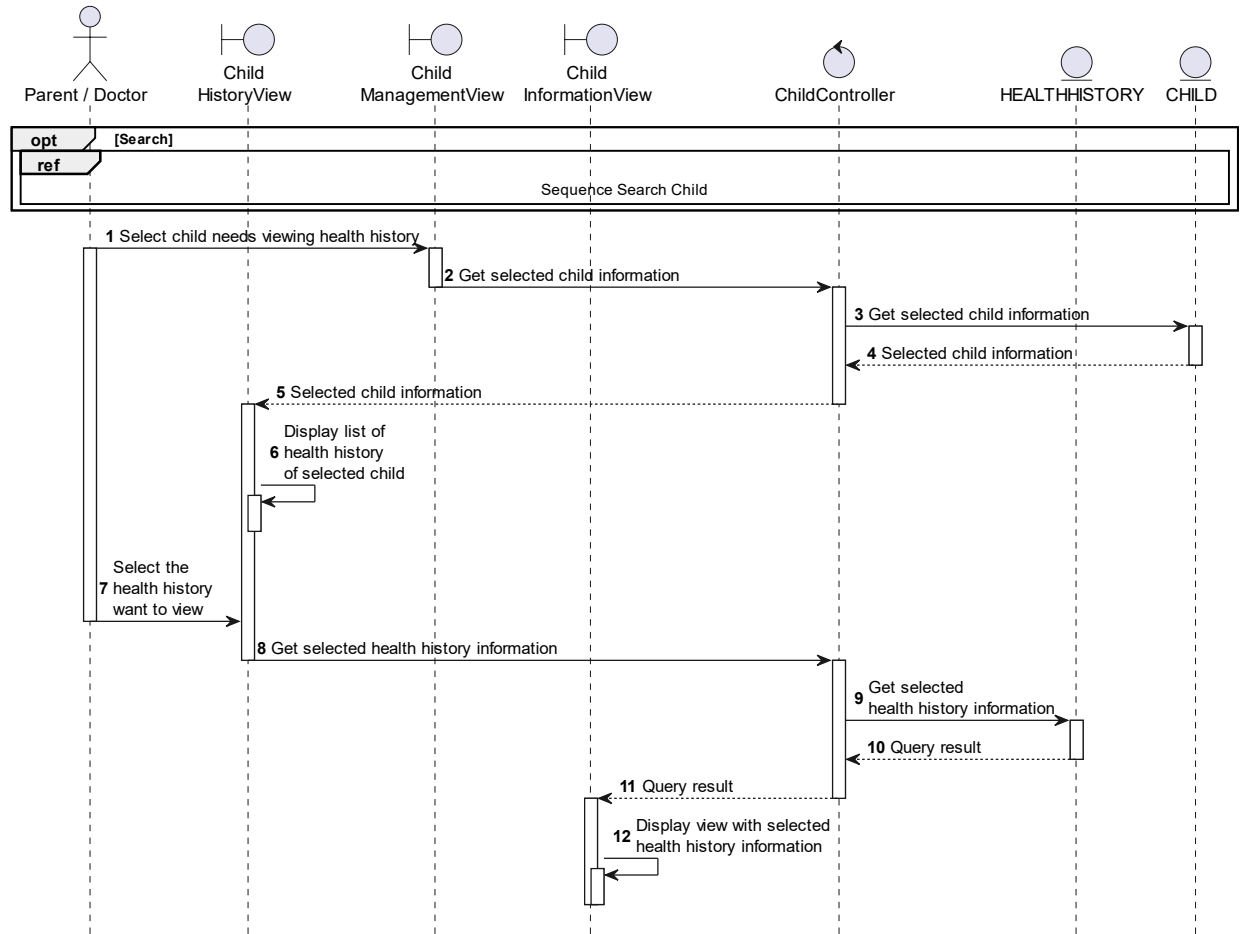 Parent / Doctor
Child
HistoryView
Child
ManagementView
Child
InformationView
ChildController
HEALTHHISTORY
CHILD
opt [Search]
ref
Sequence Search Child
1 Select child needs viewing health history
2 Get selected child information
3 Get selected child information
4 Selected child information
5 Selected child information
Display list of
6 health history
of selected child
Select the
7 health history
want to view
8 Get selected health history information
9 Get selected
health history information
10 Query result
11 Query result
12 Display view with selected
health history information